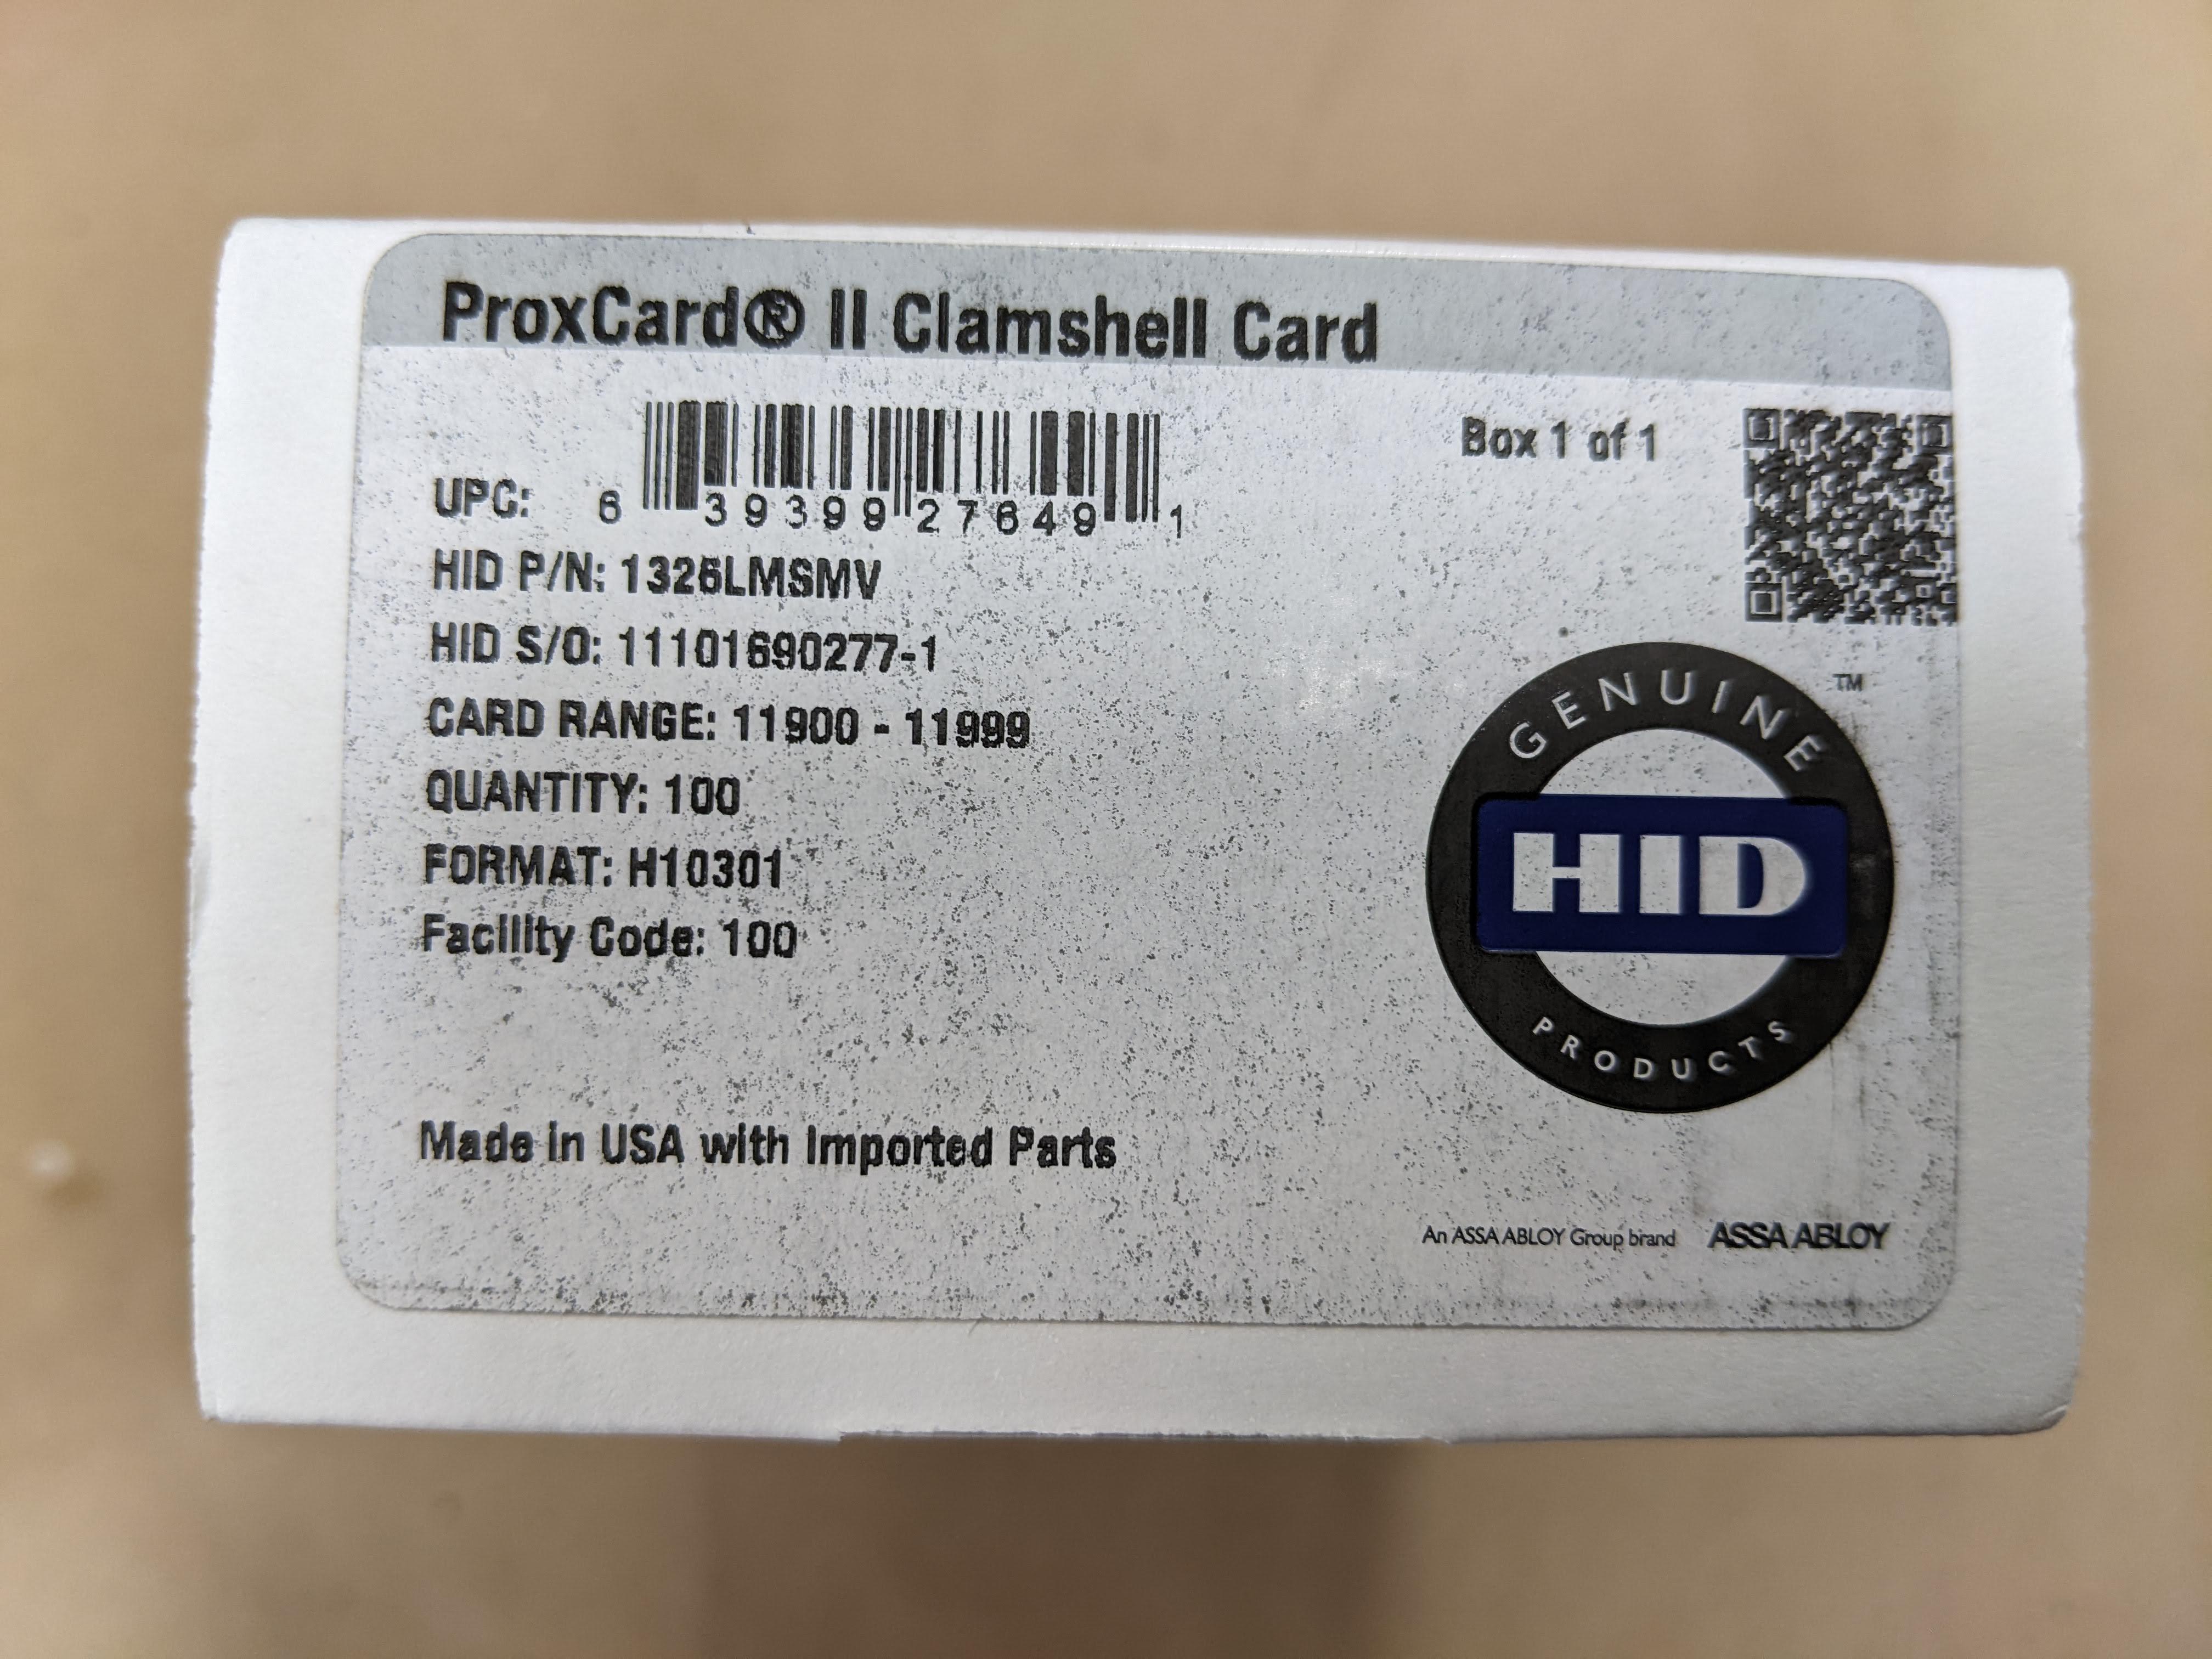 ProxCard® II Clamshell Card
UPC: 6 39399 27649 1
Box 1 of 1
HID P/N: 1326LMSMV
HID S/O: 11101690277-1
CARD RANGE: 11900 - 11999
QUANTITY: 100
FORMAT: H10301
Facility Code: 100
GENUINE ™
HID
PRODUCTS
Made in USA with Imported Parts
An ASSA ABLOY Group brand ASSA ABLOY